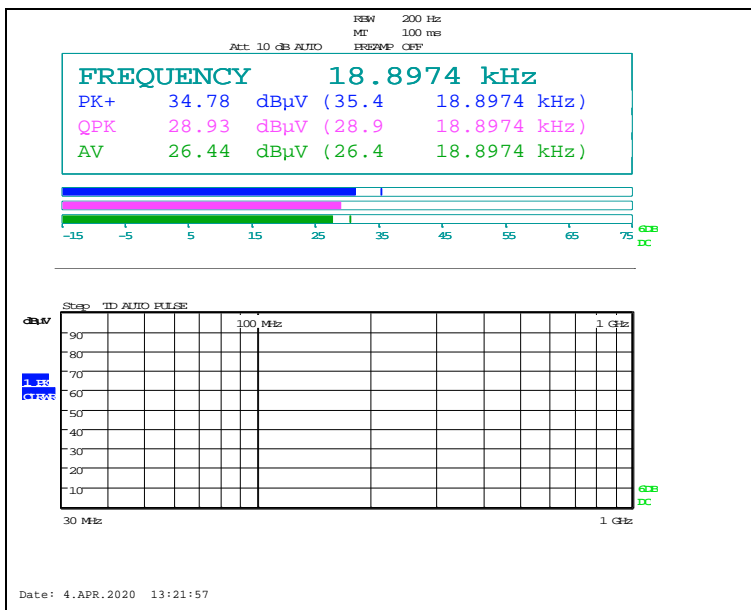 RBW 200 Hz
MT 100 ms
Att 10 dB AUTO PREAMP OFF
FREQUENCY 18.8974 kHz
PK+ 34.78 dBµV (35.4 18.8974 kHz)
QPK 28.93 dBµV (28.9 18.8974 kHz)
AV 26.44 dBµV (26.4 18.8974 kHz)
-15 -5 5 15 25 35 45 55 65 75
6DB
DC
Step TD AUTO PULSE
dBµV 100 MHz 1 GHz
90
80
70
1 PK
60
CLRWR
50
40
30
20
10
6DB
DC
30 MHz 1 GHz
Date: 4.APR.2020 13:21:57